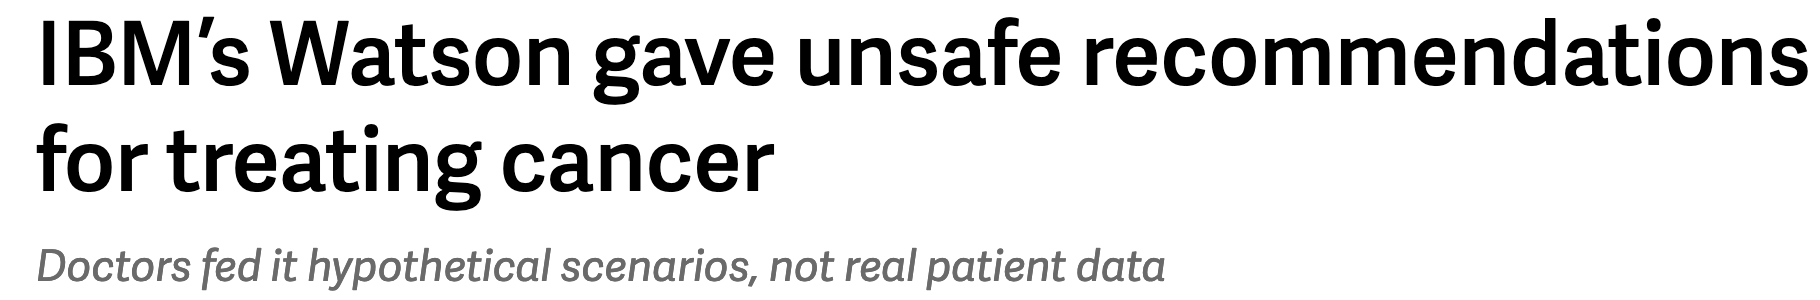 IBM’s Watson gave unsafe recommendations
for treating cancer
Doctors fed it hypothetical scenarios, not real patient data